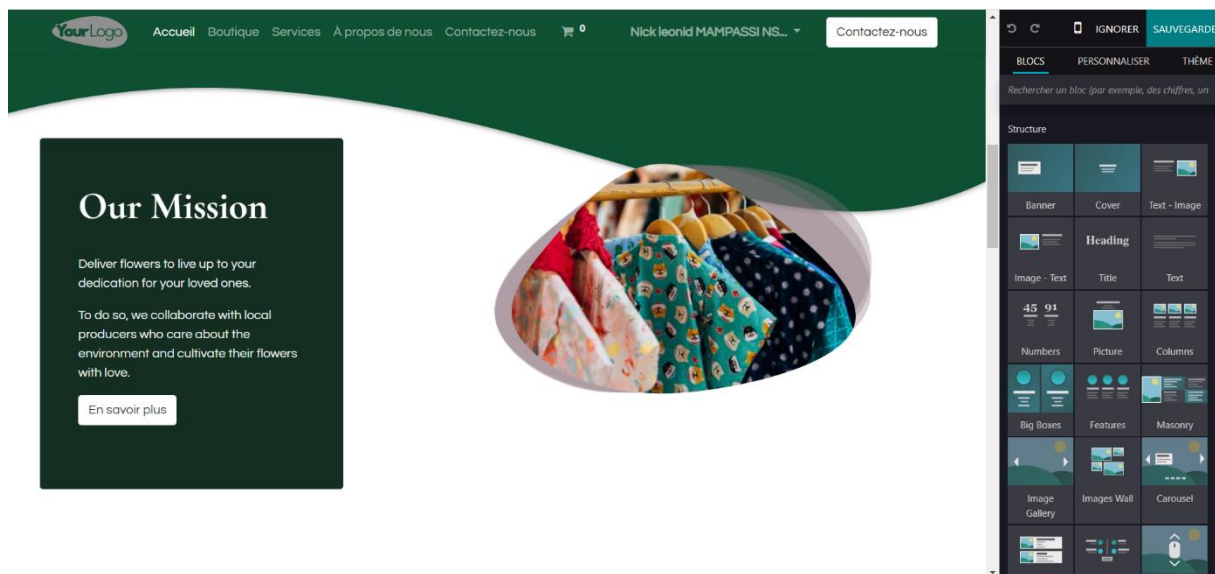 YourLogo Accueil Boutique Services À propos de nous Contactez-nous 0 Nick leonid MAMPASSI NS... Contactez-nous
IGNORER SAUVEGARDE
BLOCS PERSONNALISER THÈME
Rechercher un bloc (par exemple, des chiffres, un
Our Mission
Deliver flowers to live up to your
dedication for your loved ones.
To do so, we collaborate with local
producers who care about the
environment and cultivate their flowers
with love.
En savoir plus
Structure
Banner Cover Text - Image
Heading
Image - Text Title Text
45 91
Numbers Picture Columns
Big Boxes Features Masonry
Image
Gallery Images Wall Carousel